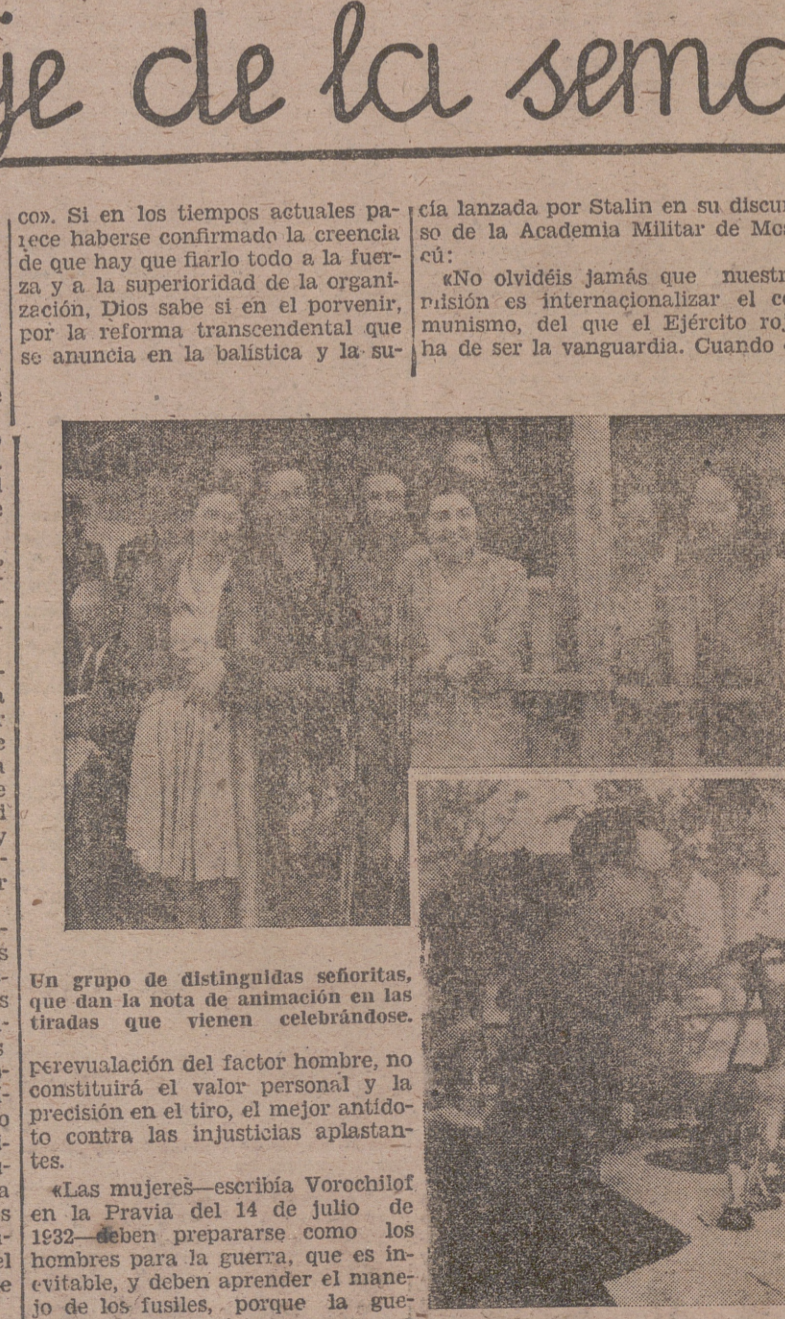 je de la sema
co». Si en los tiempos actuales pa-
rece haberse confirmado la creencia
de que hay que fiarlo todo a la fuer-
za y a la superioridad de la organi-
zación, Dios sabe si en el porvenir,
por la reforma transcendental que
se anuncia en la balística y la su-
Un grupo de distinguidas señoritas,
que dan la nota de animación en las
tiradas que vienen celebrándose.
perevualación del factor hombre, no
constituirá el valor personal y la
precisión en el tiro, el mejor antído-
to contra las injusticias aplastan-
tes.
«Las mujeres—escribía Vorochilof
en la Pravia del 14 de julio de
1932—deben prepararse como los
hombres para la guerra, que es in-
evitable, y deben aprender el mane-
jo de los fusiles, porque la gue-
cía lanzada por Stalin en su discur
so de la Academia Militar de Mos
cú:
«No olvidéis jamás que nuestr
misión es internacionalizar el co
munismo, del que el Ejército roj
ha de ser la vanguardia. Cuando